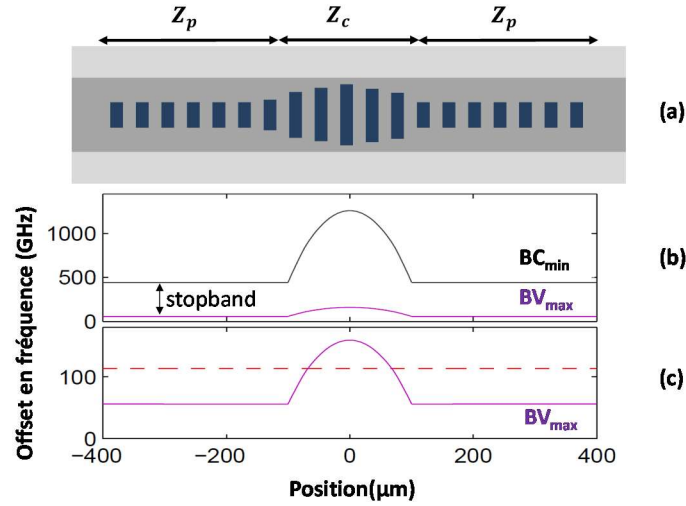 Z_p Z_c Z_p
(a)
Offset en fréquence (GHz)
1000
500
0
stopband
BC_min
BV_max
(b)
100
0
BV_max
(c)
−400 −200 0 200 400
Position(μm)